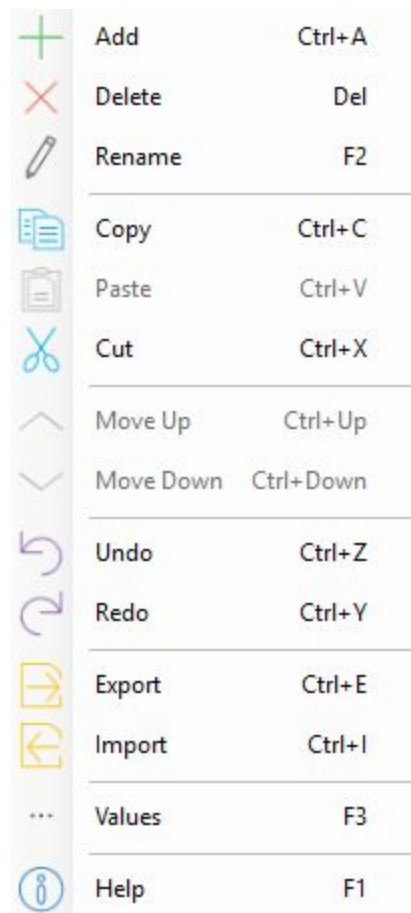 Add Ctrl+A
Delete Del
Rename F2
Copy Ctrl+C
Paste Ctrl+V
Cut Ctrl+X
Move Up Ctrl+Up
Move Down Ctrl+Down
Undo Ctrl+Z
Redo Ctrl+Y
Export Ctrl+E
Import Ctrl+I
Values F3
Help F1